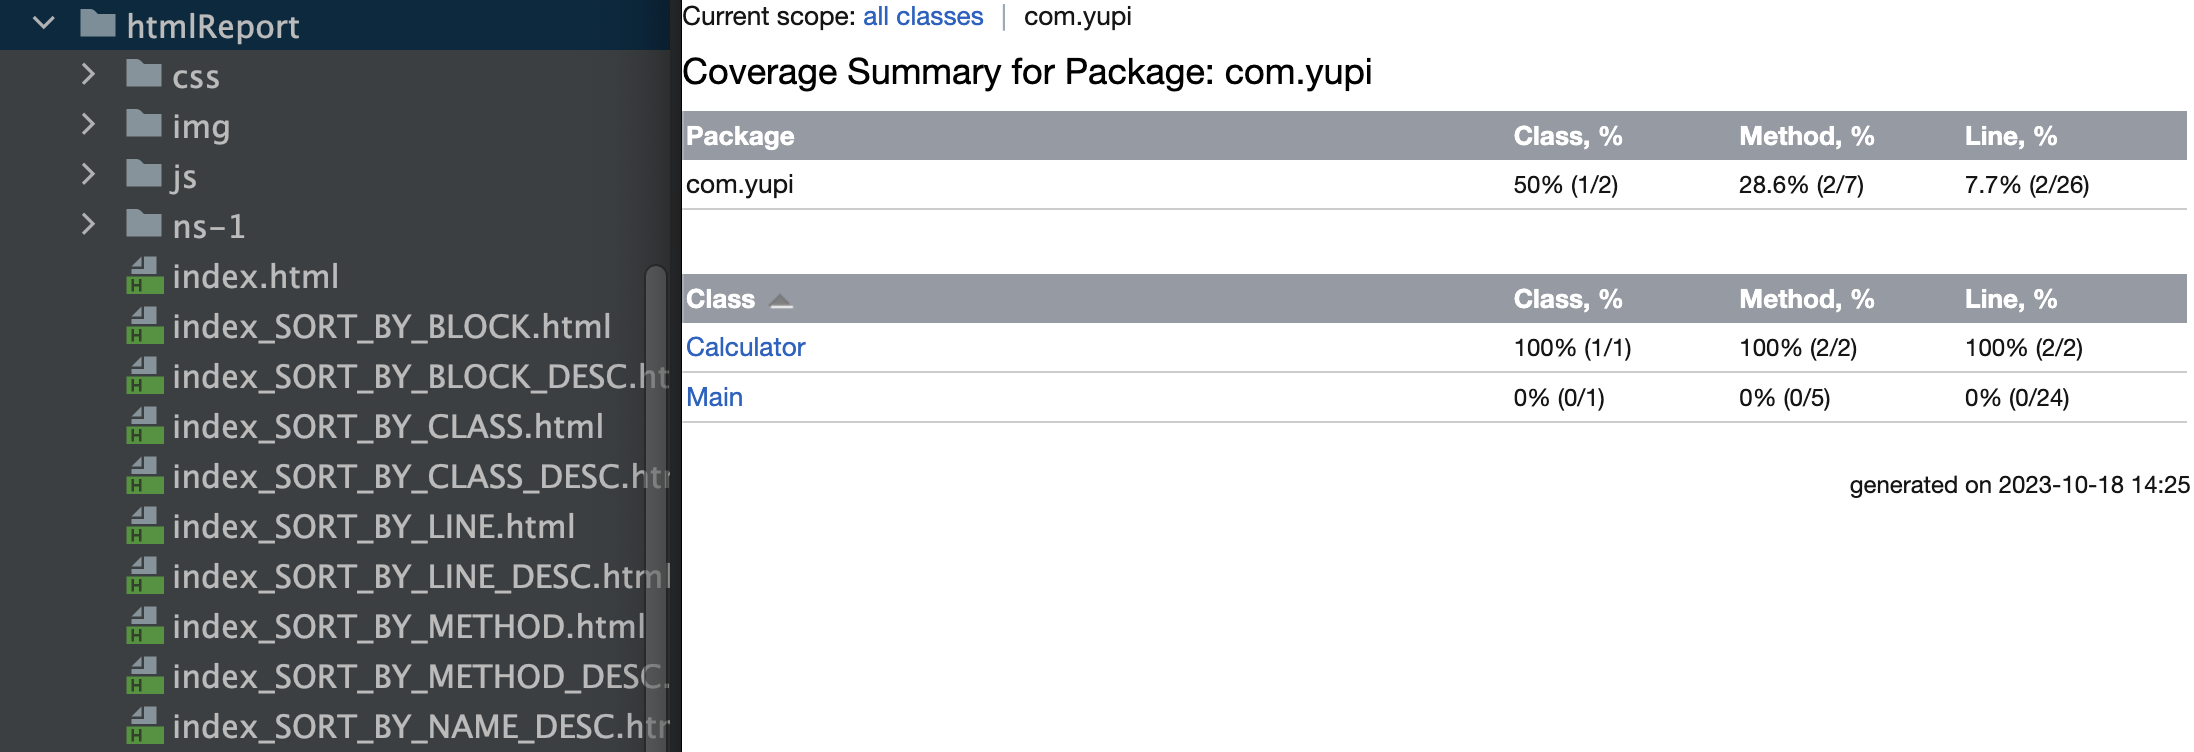 htmlReport
css
img
js
ns-1
index.html
index_SORT_BY_BLOCK.html
index_SORT_BY_BLOCK_DESC.ht
index_SORT_BY_CLASS.html
index_SORT_BY_CLASS_DESC.htr
index_SORT_BY_LINE.html
index_SORT_BY_LINE_DESC.html
index_SORT_BY_METHOD.html
index_SORT_BY_METHOD_DESC.
index_SORT_BY_NAME_DESC.htr
Current scope: all classes | com.yupi
Coverage Summary for Package: com.yupi
Package Class, % Method, % Line, %
com.yupi 50% (1/2) 28.6% (2/7) 7.7% (2/26)
Class Class, % Method, % Line, %
Calculator 100% (1/1) 100% (2/2) 100% (2/2)
Main 0% (0/1) 0% (0/5) 0% (0/24)
generated on 2023-10-18 14:25